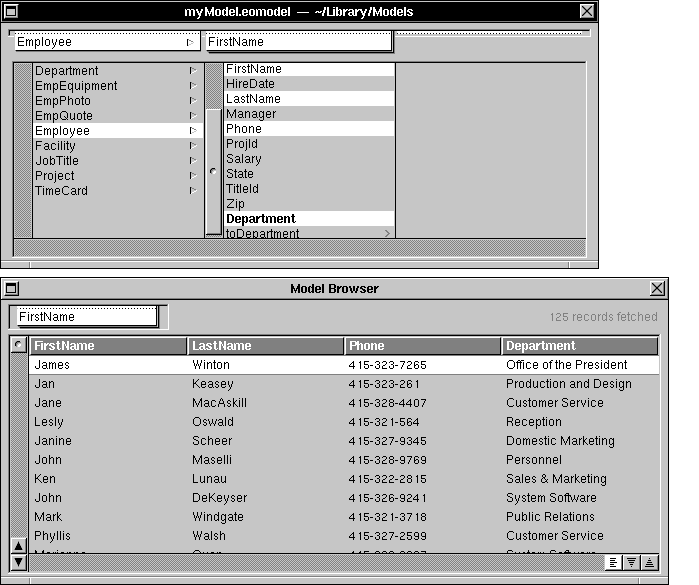 myModel.eomodel — ~/Library/Models
Employee FirstName
Department
EmpEquipment
EmpPhoto
EmpQuote
Employee
Facility
JobTitle
Project
TimeCard
FirstName
HireDate
LastName
Manager
Phone
ProjId
Salary
State
TitleId
Zip
Department
toDepartment
Model Browser
FirstName 125 records fetched
FirstName LastName Phone Department
James Winton 415-323-7265 Office of the President
Jan Keasey 415-323-261 Production and Design
Jane MacAskill 415-328-4407 Customer Service
Lesly Oswald 415-321-564 Reception
Janine Scheer 415-327-9345 Domestic Marketing
John Maselli 415-328-9769 Personnel
Ken Lunau 415-322-2815 Sales & Marketing
John DeKeyser 415-326-9241 System Software
Mark Windgate 415-321-3718 Public Relations
Phyllis Walsh 415-327-2599 Customer Service
System Software